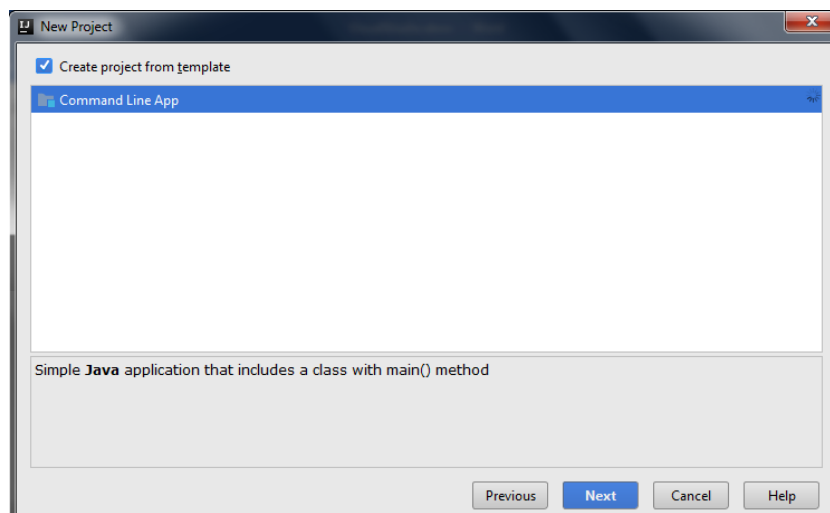 New Project
Create project from template
Command Line App
Simple Java application that includes a class with main() method
Previous Next Cancel Help